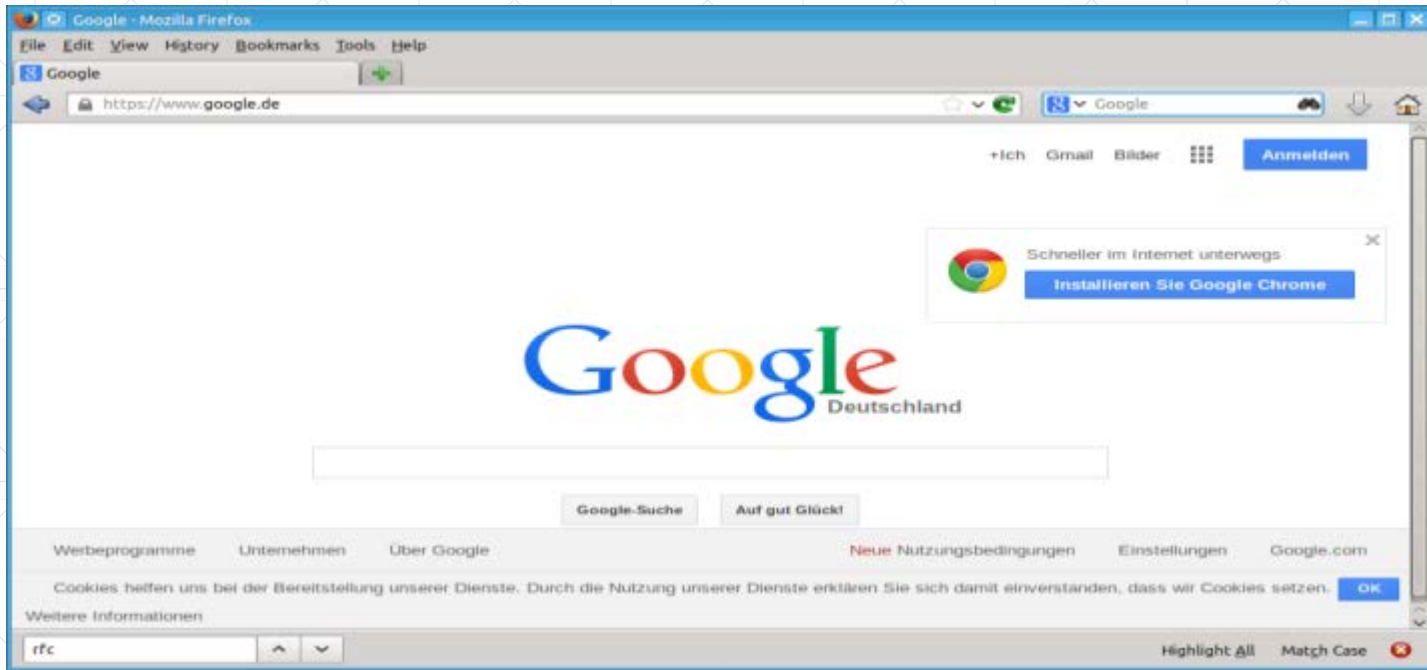 Google - Mozilla Firefox
File Edit View History Bookmarks Tools Help
Google
https://www.google.de Google
+Ich Gmail Bilder Anmelden
Schneller im Internet unterwegs
Installieren Sie Google Chrome
Google
Deutschland
Google-Suche Auf gut Glück!
Werbeprogramme Unternehmen Über Google Neue Nutzungsbedingungen Einstellungen Google.com
Cookies helfen uns bei der Bereitstellung unserer Dienste. Durch die Nutzung unserer Dienste erklären Sie sich damit einverstanden, dass wir Cookies setzen. OK
Weitere Informationen
rfc Highlight All Match Case